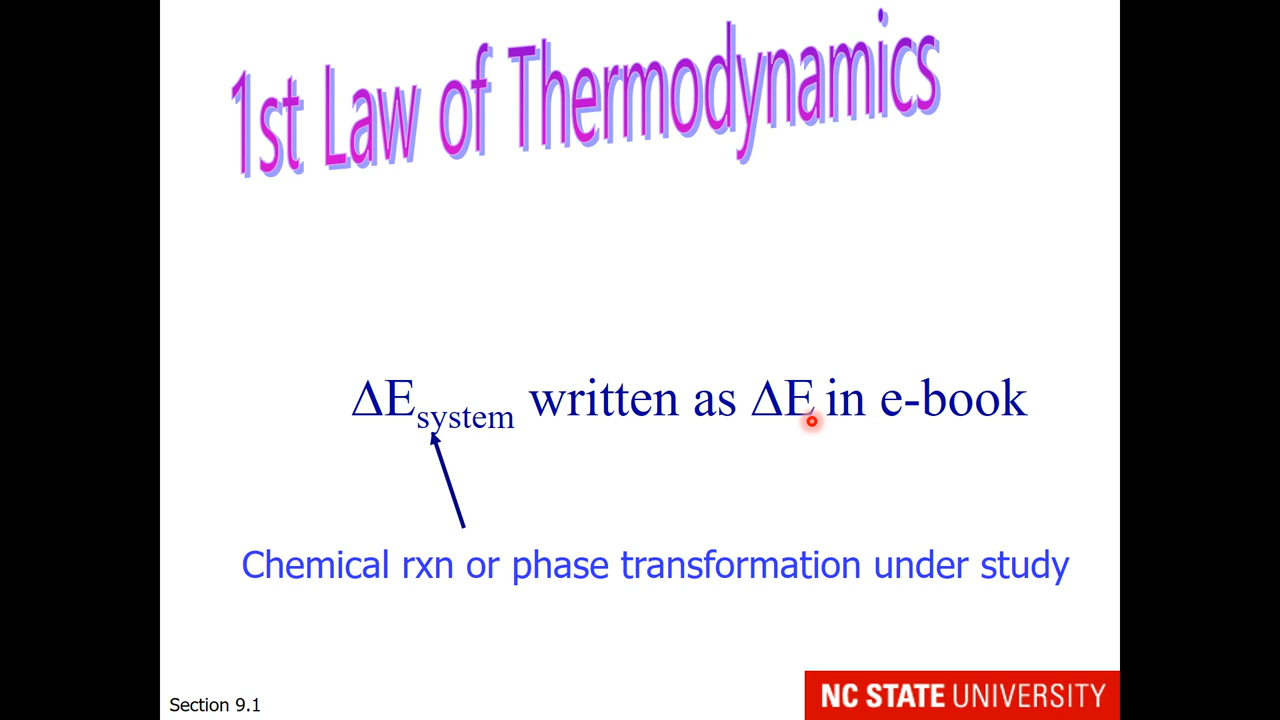 1st Law of Thermodynamics
ΔEsystem written as ΔE in e-book
Chemical rxn or phase transformation under study
Section 9.1
NC STATE UNIVERSITY